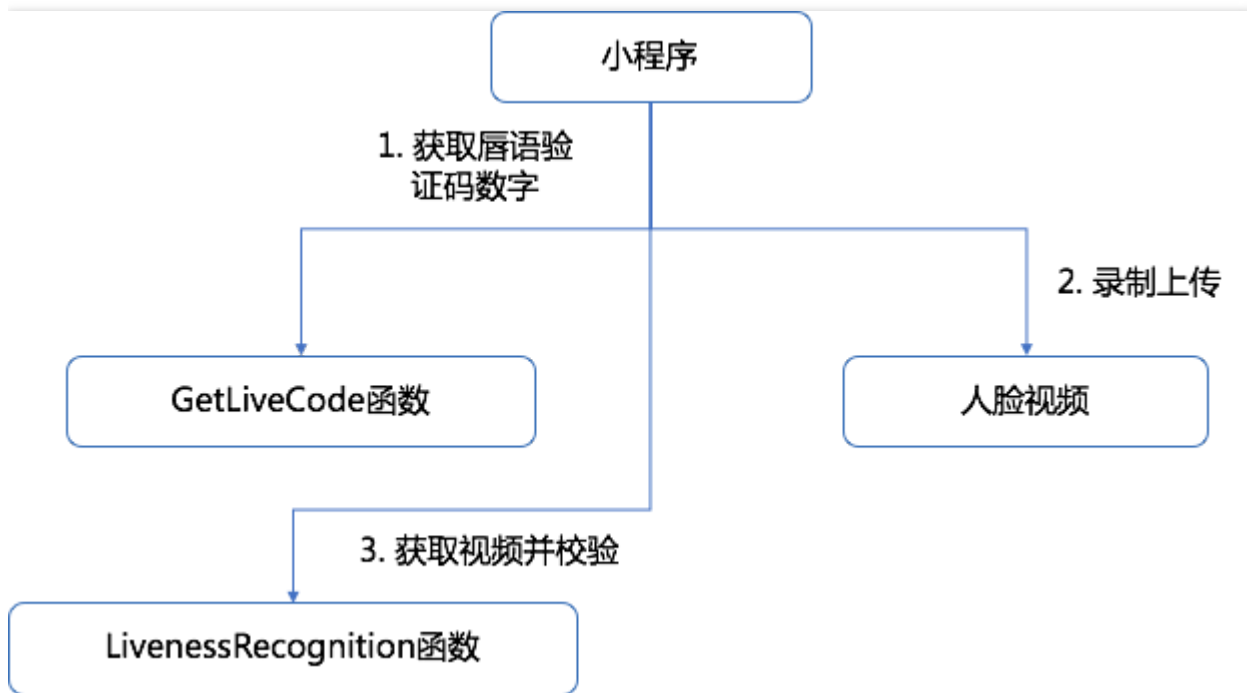 小程序
1. 获取唇语验
证码数字
2. 录制上传
GetLiveCode函数
人脸视频
3. 获取视频并校验
LivenessRecognition函数